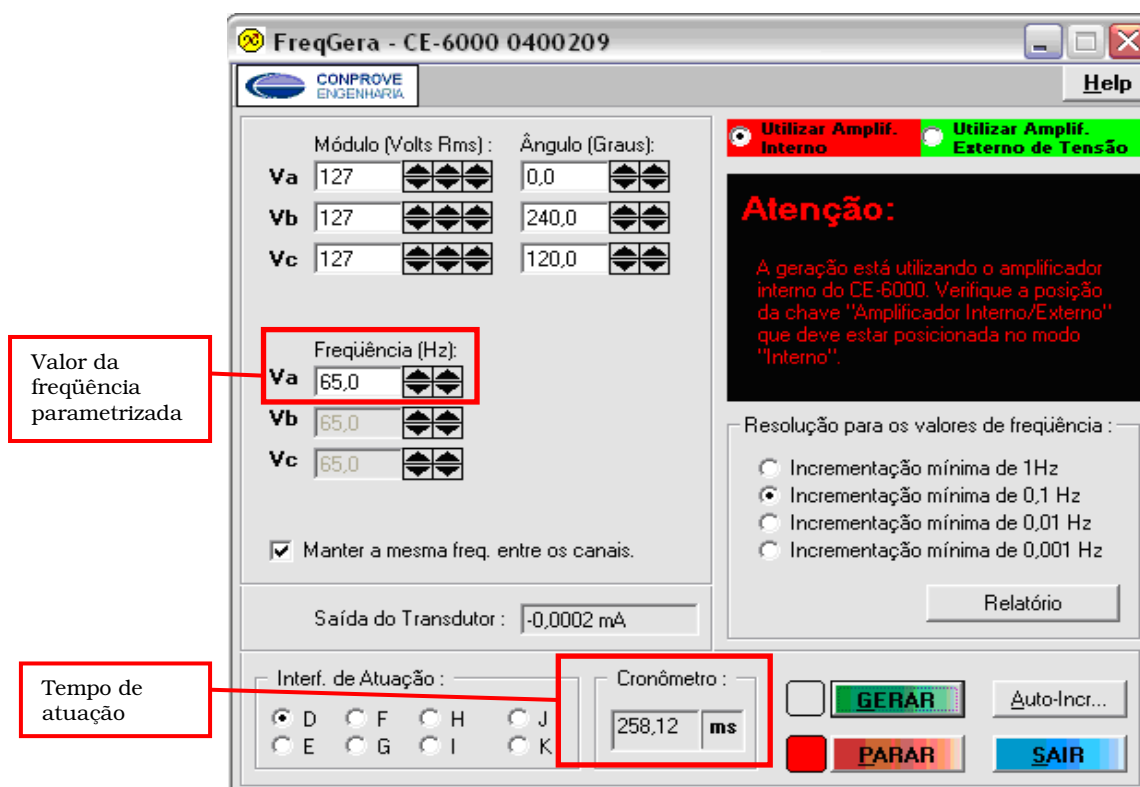 FreqGera - CE-6000 0400209
CONPROVE
ENGENHARIA
Help
Módulo (Volts Rms) :
Ângulo (Graus):
Va 127 0,0
Vb 127 240,0
Vc 127 120,0
Freqüência (Hz):
Va 65,0
Vb 65,0
Vc 65,0
Manter a mesma freq. entre os canais.
Saída do Transdutor : -0,0002 mA
Interf. de Atuação :
D F H J
E G I K
Cronômetro :
258,12 ms
Utilizar Amplif.
Interno
Utilizar Amplif.
Externo de Tensão
Atenção:
A geração está utilizando o amplificador
interno do CE-6000. Verifique a posição
da chave "Amplificador Interno/Externo"
que deve estar posicionada no modo
"Interno".
Resolução para os valores de freqüência :
Incrementação mínima de 1Hz
Incrementação mínima de 0,1 Hz
Incrementação mínima de 0,01 Hz
Incrementação mínima de 0,001 Hz
Relatório
GERAR
Auto-Incr...
PARAR
SAIR
Valor da
freqüência
parametrizada
Tempo de
atuação